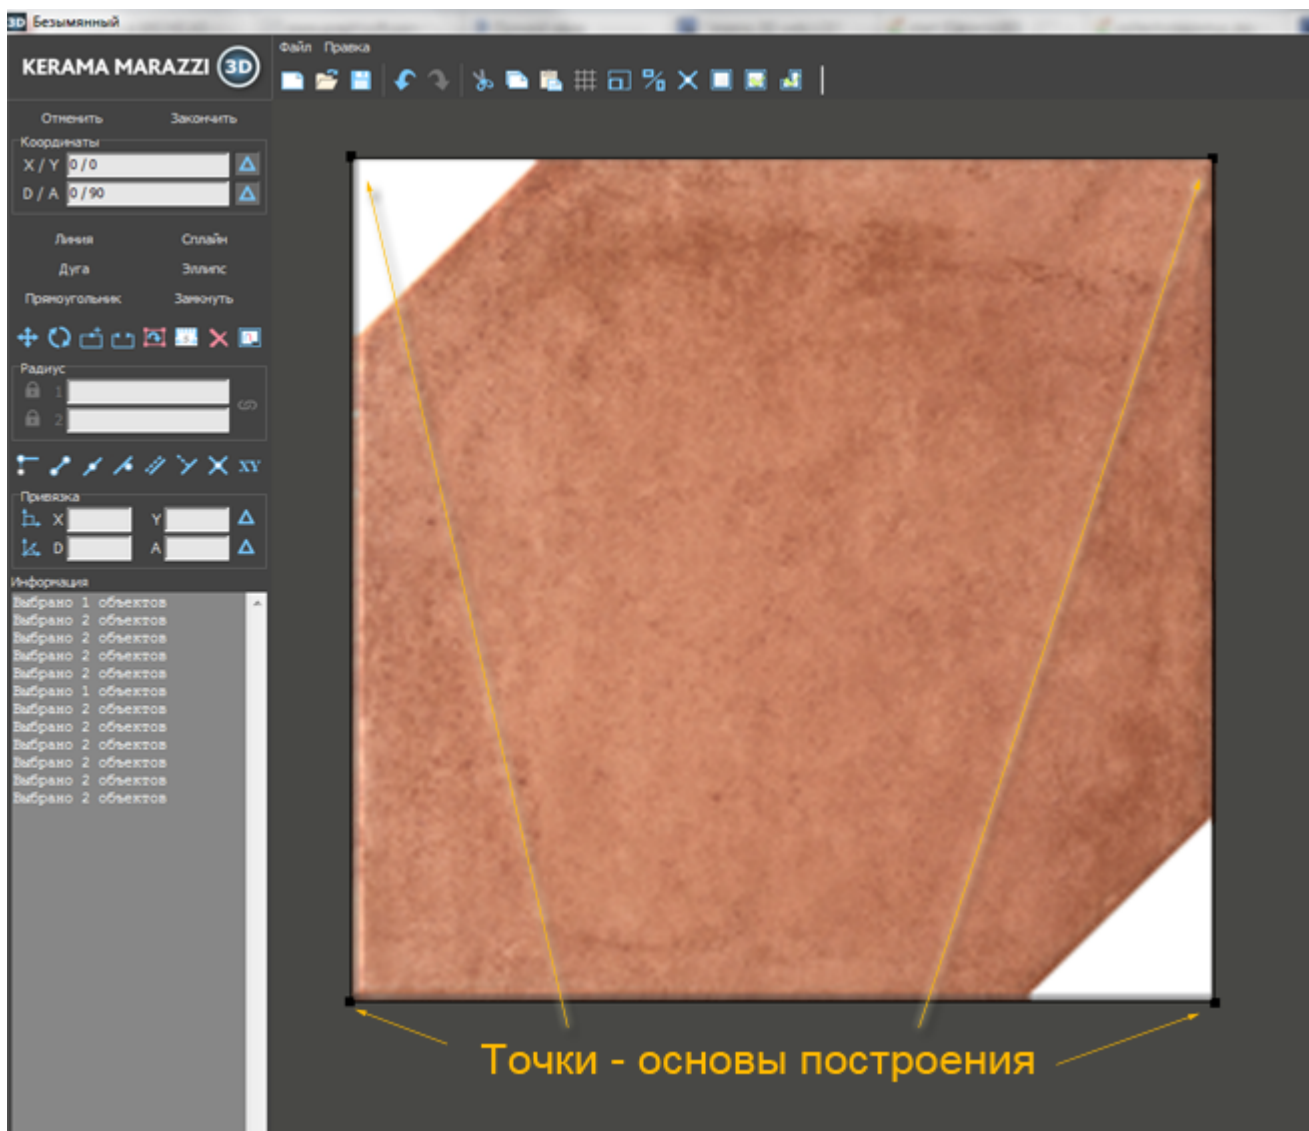 3D Безымянный
KERAMA MARAZZI 3D
Файл Правка
Отменить Закончить
Координаты
X / Y 0 / 0
D / A 0 / 90
Линия Сплайн
Дуга Эллипс
Прямоугольник Замкнуть
Радиус
1
2
XY
Привязка
X Y
D A
Информация
Выбрано 1 объектов
Выбрано 2 объектов
Выбрано 2 объектов
Выбрано 2 объектов
Выбрано 2 объектов
Выбрано 1 объектов
Выбрано 2 объектов
Выбрано 2 объектов
Выбрано 2 объектов
Выбрано 2 объектов
Выбрано 2 объектов
Выбрано 2 объектов
Точки - основы построения